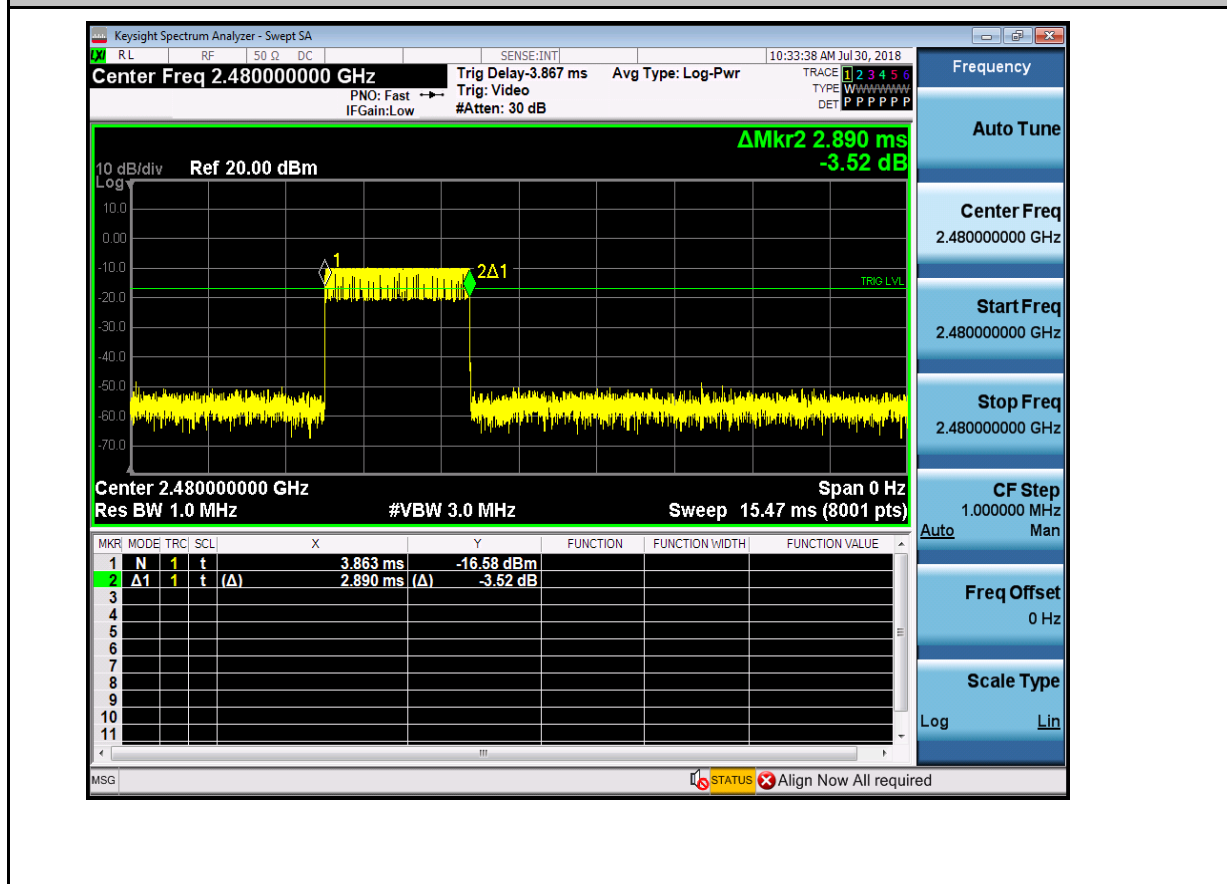 Keysight Spectrum Analyzer - Swept SA
LXI RL RF 50 Ω DC SENSE:INT 10:33:38 AM Jul 30, 2018
Center Freq 2.480000000 GHz
PNO: Fast
IFGain:Low
Trig Delay-3.867 ms
Trig: Video
#Atten: 30 dB
Avg Type: Log-Pwr
TRACE 1 2 3 4 5 6
TYPE WWWWWW
DET P P P P P P
ΔMkr2 2.890 ms
-3.52 dB
10 dB/div Ref 20.00 dBm
Log
10.0
0.00
-10.0
-20.0
-30.0
-40.0
-50.0
-60.0
-70.0
1
2Δ1
TRIG LVL
Center 2.480000000 GHz Span 0 Hz
Res BW 1.0 MHz #VBW 3.0 MHz Sweep 15.47 ms (8001 pts)
MKR MODE TRC SCL X Y FUNCTION FUNCTION WIDTH FUNCTION VALUE
1 N 1 t 3.863 ms -16.58 dBm
2 Δ1 1 t (Δ) 2.890 ms (Δ) -3.52 dB
3
4
5
6
7
8
9
10
11
MSG STATUS Align Now All required
Frequency
Auto Tune
Center Freq
2.480000000 GHz
Start Freq
2.480000000 GHz
Stop Freq
2.480000000 GHz
CF Step
1.000000 MHz
Auto Man
Freq Offset
0 Hz
Scale Type
Log Lin